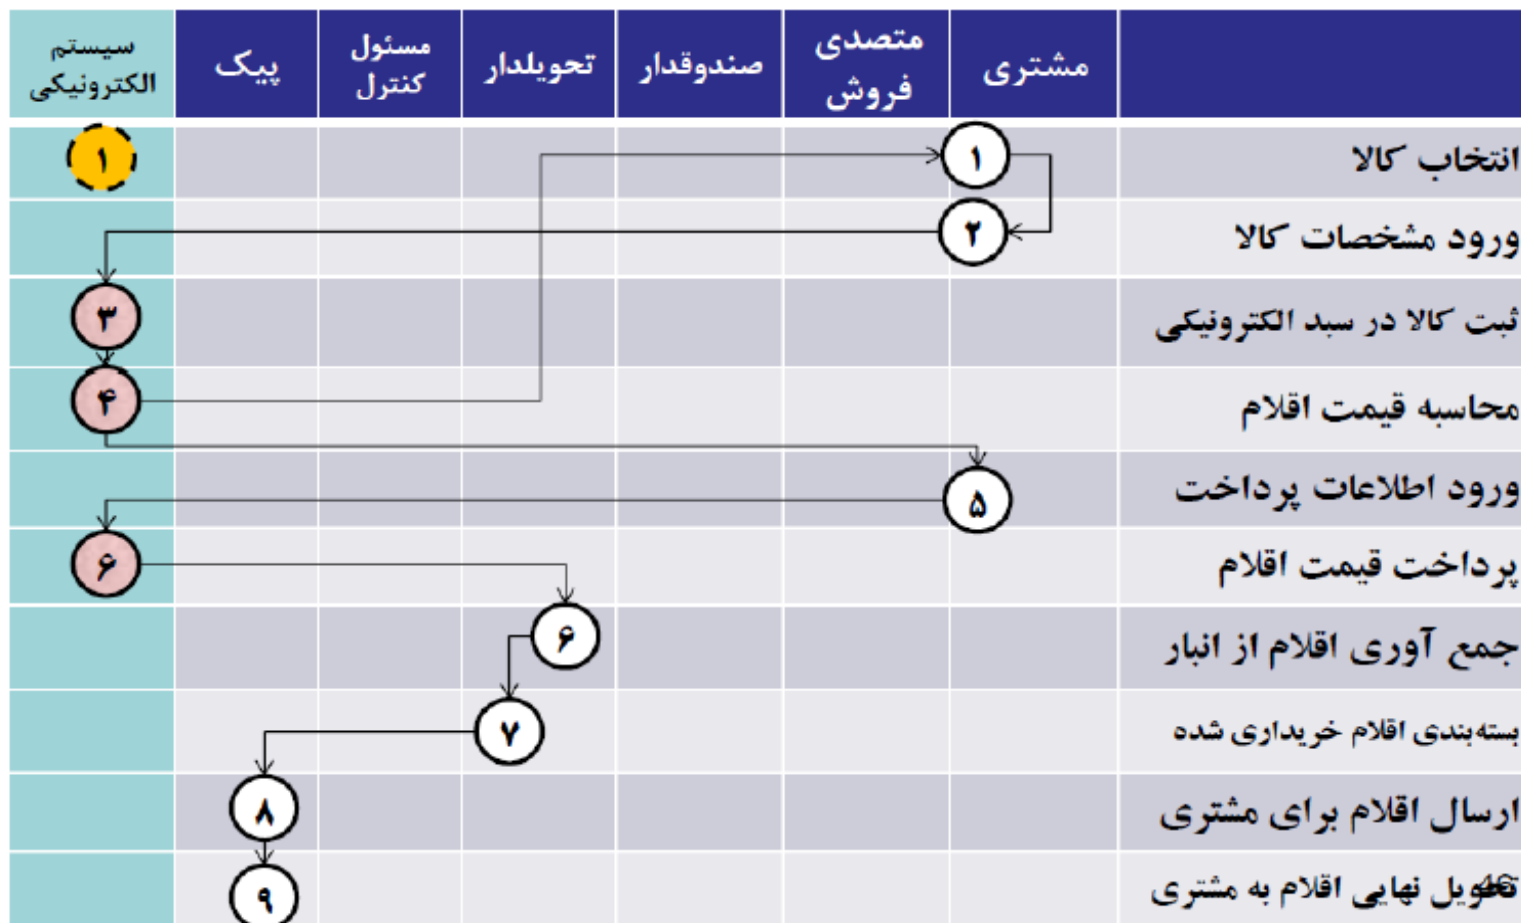 مشتری
متصدی
فروش
صندوقدار
تحویلدار
مسئول
کنترل
پیک
سیستم
الکترونیکی
انتخاب کالا
۱
۱
ورود مشخصات کالا
۲
ثبت کالا در سبد الکترونیکی
۳
محاسبه قیمت اقلام
۴
ورود اطلاعات پرداخت
۵
پرداخت قیمت اقلام
۶
جمع آوری اقلام از انبار
۶
بسته‌بندی اقلام خریداری شده
۷
ارسال اقلام برای مشتری
۸
تحویل نهایی اقلام به مشتری
۹
46